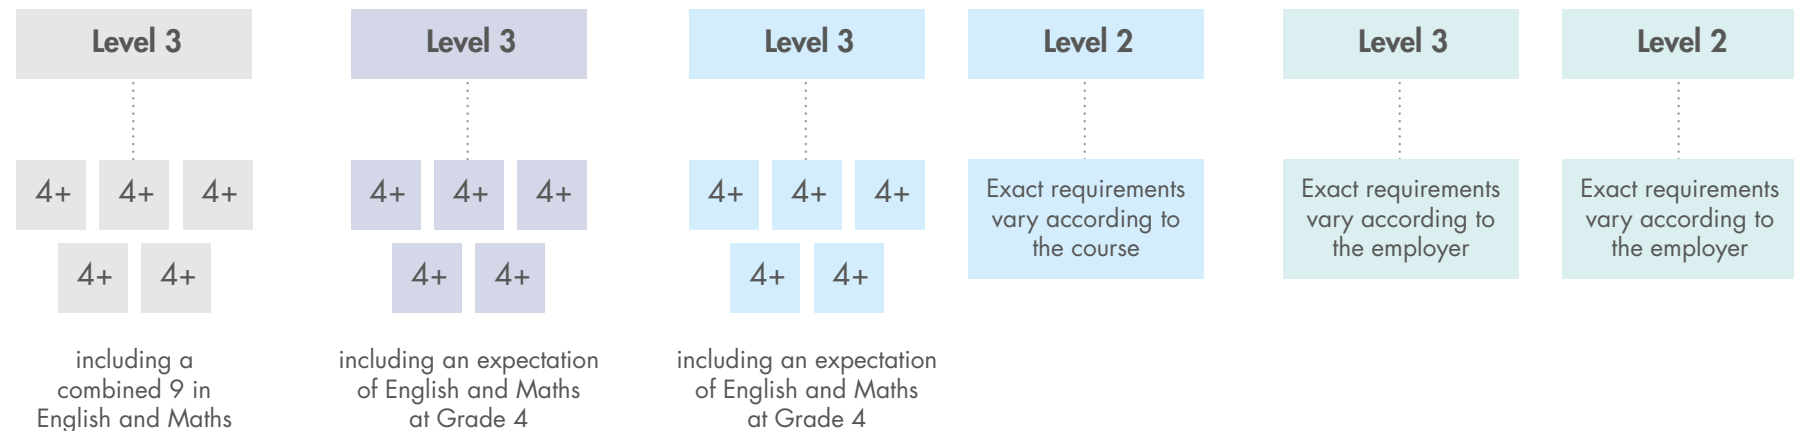 Level 3
4+ 4+ 4+
4+ 4+
including a
combined 9 in
English and Maths
Level 3
4+ 4+ 4+
4+ 4+
including an expectation
of English and Maths
at Grade 4
Level 3
4+ 4+ 4+
4+ 4+
including an expectation
of English and Maths
at Grade 4
Level 2
Exact requirements
vary according to
the course
Level 3
Exact requirements
vary according to
the employer
Level 2
Exact requirements
vary according to
the employer